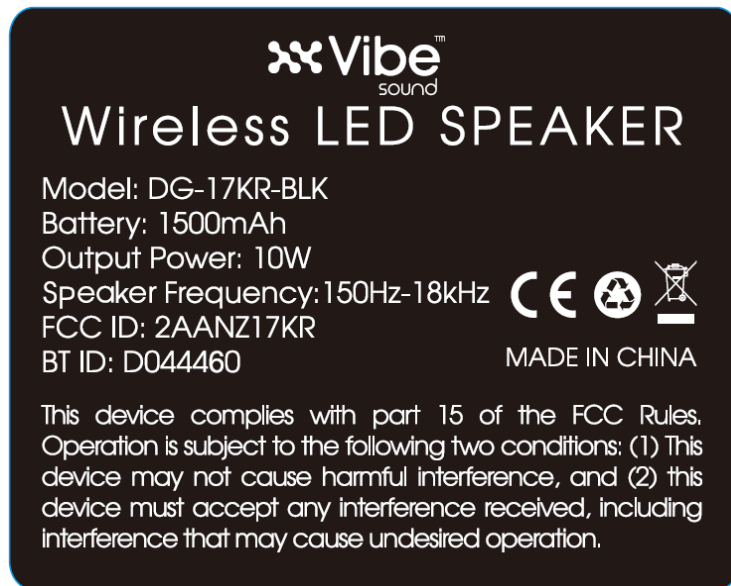 Vibe™
sound
Wireless LED SPEAKER
Model: DG-17KR-BLK
Battery: 1500mAh
Output Power: 10W
Speaker Frequency:150Hz-18kHz
FCC ID: 2AANZ17KR
BT ID: D044460
CE
MADE IN CHINA
This device complies with part 15 of the FCC Rules.
Operation is subject to the following two conditions: (1) This
device may not cause harmful interference, and (2) this
device must accept any interference received, including
interference that may cause undesired operation.